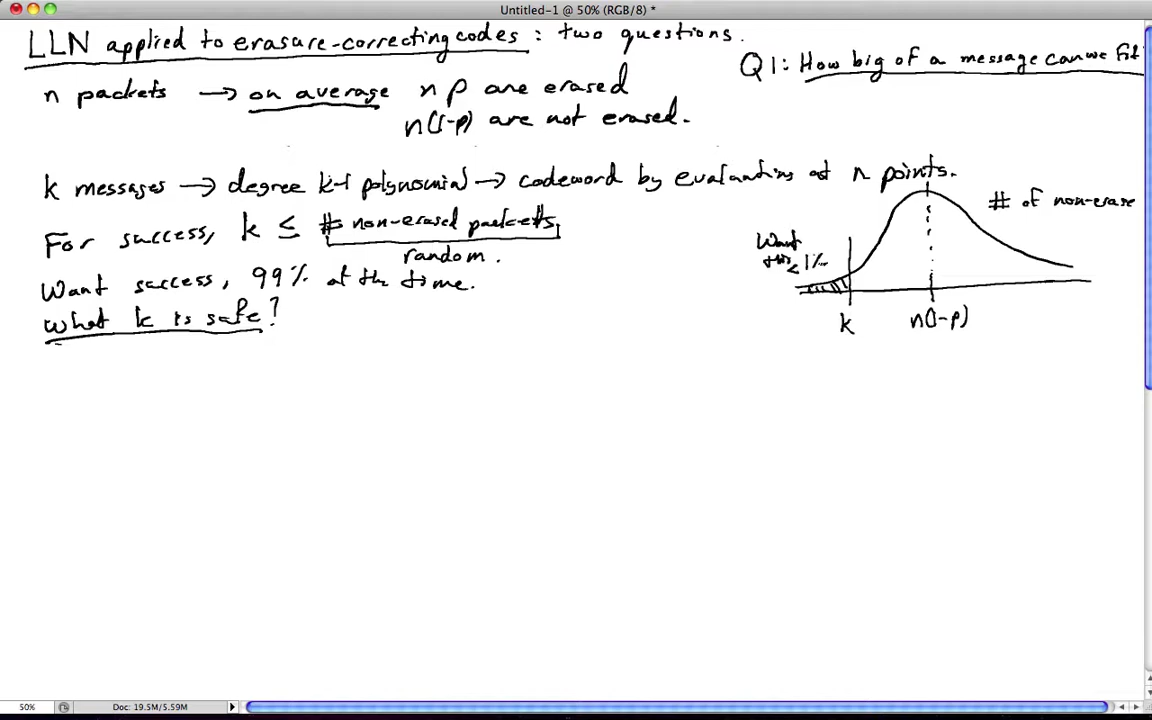 Untitled-1 @ 50% (RGB/8) *
LLN applied to erasure-correcting codes : two questions.
Q1: How big of a message can we fit
n packets → on average n p are erased
n(1-p) are not erased.
k messages → degree k-1 polynomial → codeword by evaluating at n points.
For success, k ≤ # non-erased packets
random.
Want success, 99% of the time.
What k is safe?
# of non-erase
Want
this < 1%
k
n(1-p)
50%
Doc: 19.5M/5.59M